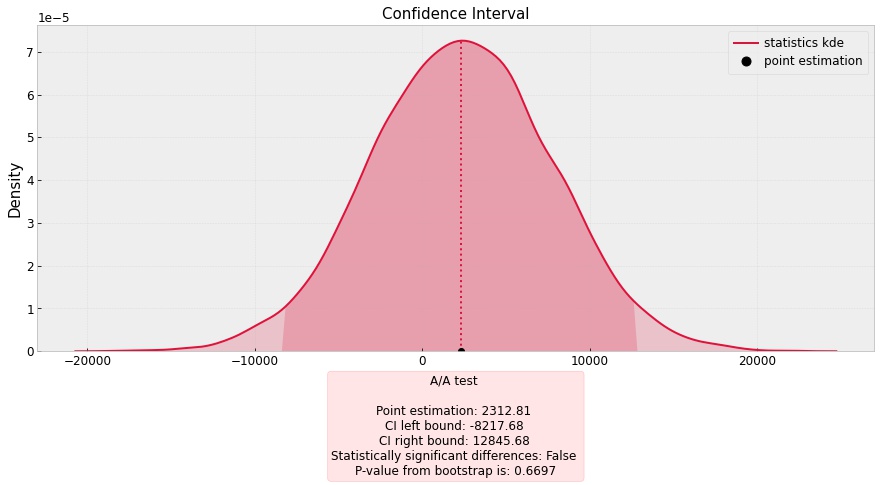 Confidence Interval
1e−5
statistics kde
point estimation
7
6
5
4
3
2
1
0
Density
−20000
−10000
0
10000
20000
A/A test
Point estimation: 2312.81
CI left bound: -8217.68
CI right bound: 12845.68
Statistically significant differences: False
P-value from bootstrap is: 0.6697